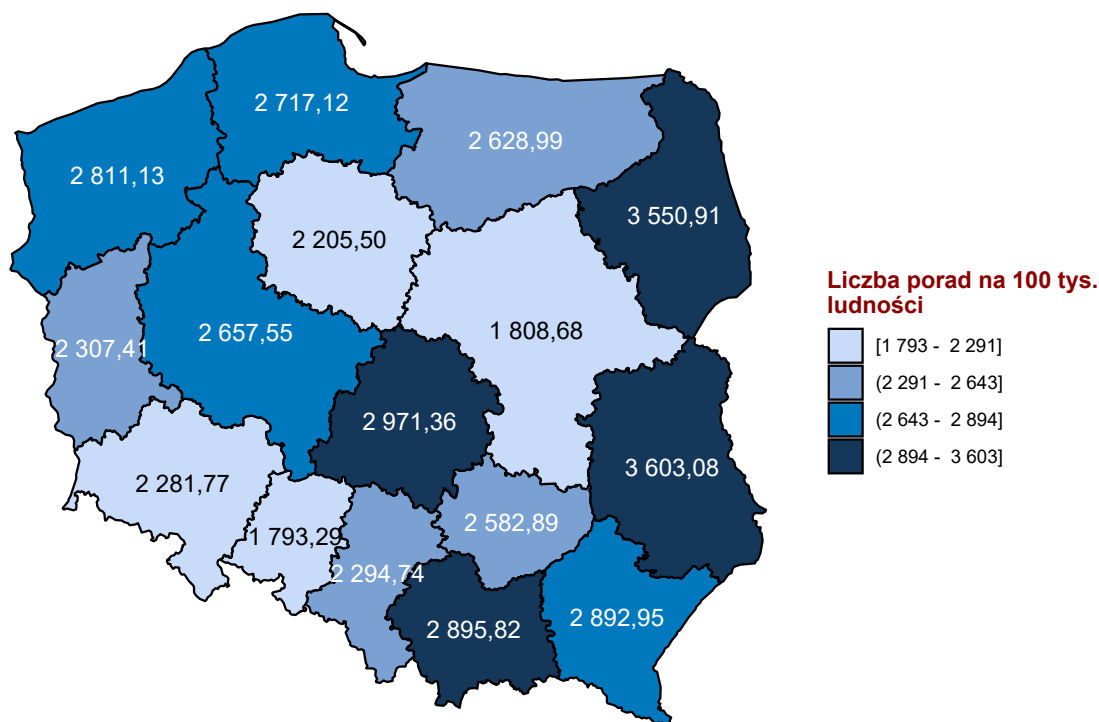 2 717,12
2 628,99
2 811,13
3 550,91
2 205,50
Liczba porad na 100 tys.
ludności
1 808,68
2 657,55
2 307,41
[1 793 - 2 291]
(2 291 - 2 643]
(2 643 - 2 894]
(2 894 - 3 603]
2 971,36
3 603,08
2 281,77
2 582,89
1 793,29
2 294,74
2 895,82
2 892,95